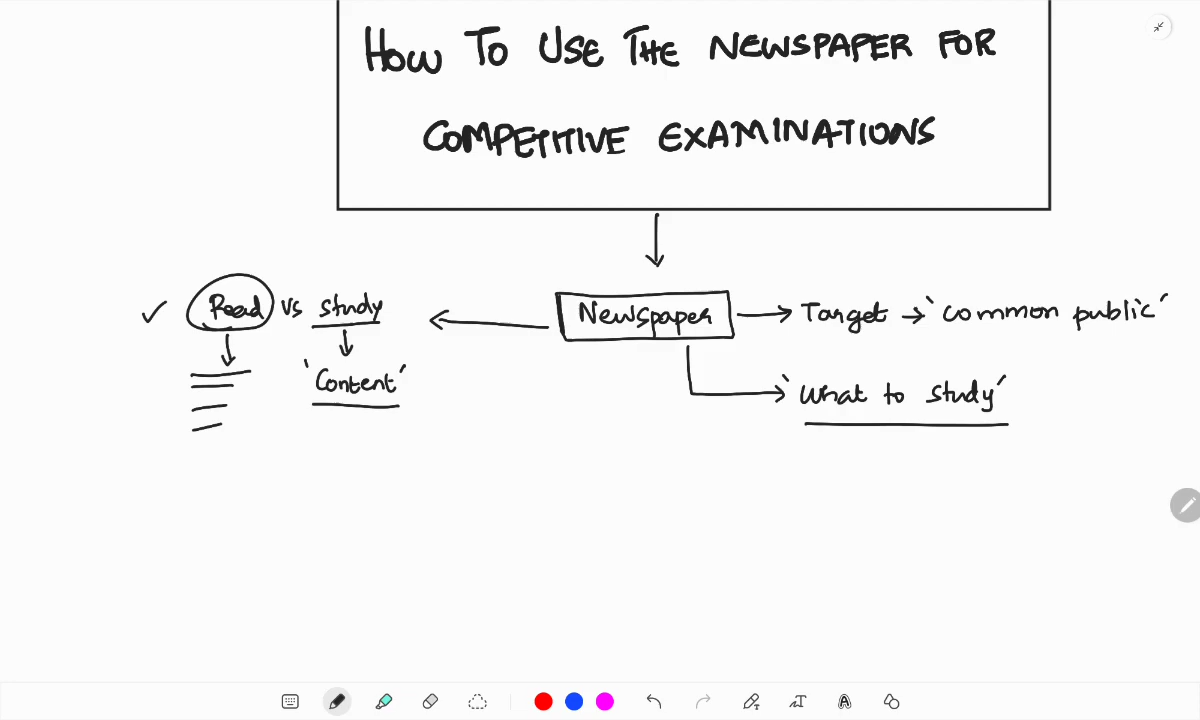 HOW TO USE THE NEWSPAPER FOR
COMPETITIVE EXAMINATIONS
Read vs study
Newspaper
Target → 'common public'
'Content'
'What to study'